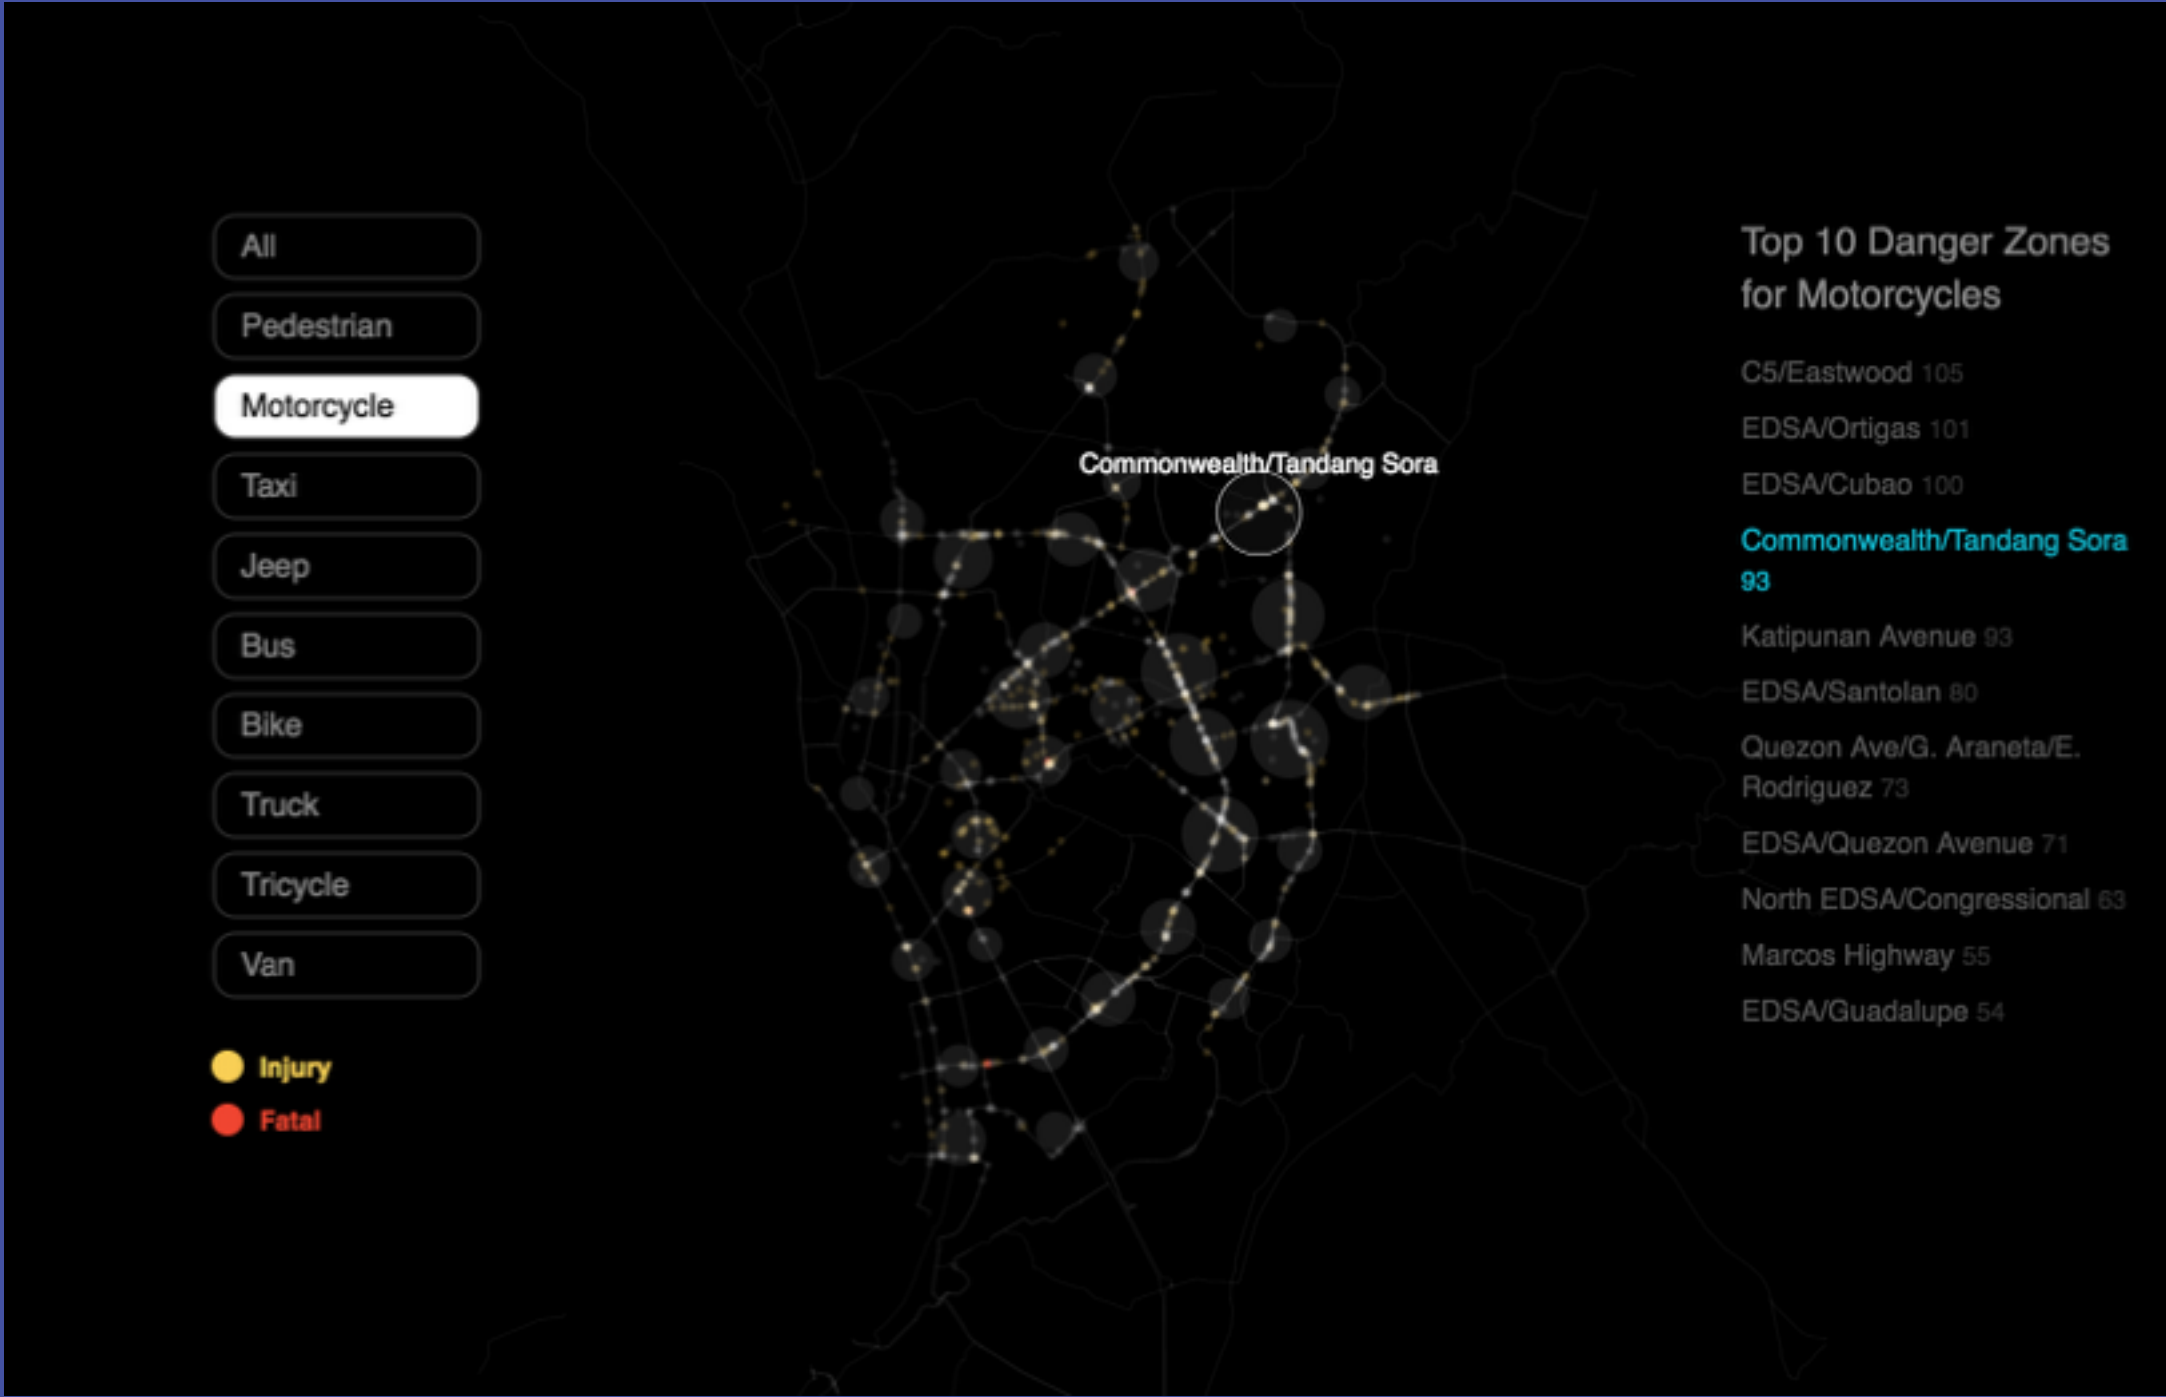 All
Pedestrian
Motorcycle
Taxi
Jeep
Bus
Bike
Truck
Tricycle
Van
Injury
Fatal
Commonwealth/Tandang Sora
Top 10 Danger Zones
for Motorcycles
C5/Eastwood 105
EDSA/Ortigas 101
EDSA/Cubao 100
Commonwealth/Tandang Sora
93
Katipunan Avenue 93
EDSA/Santolan 80
Quezon Ave/G. Araneta/E.
Rodriguez 73
EDSA/Quezon Avenue 71
North EDSA/Congressional 63
Marcos Highway 55
EDSA/Guadalupe 54